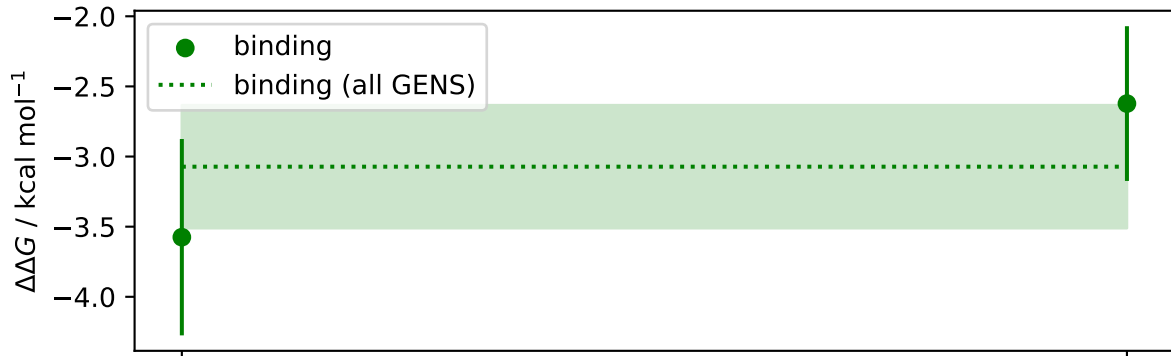 −2.0
−2.5
−3.0
−3.5
−4.0
ΔΔG / kcal mol⁻¹
binding
binding (all GENS)